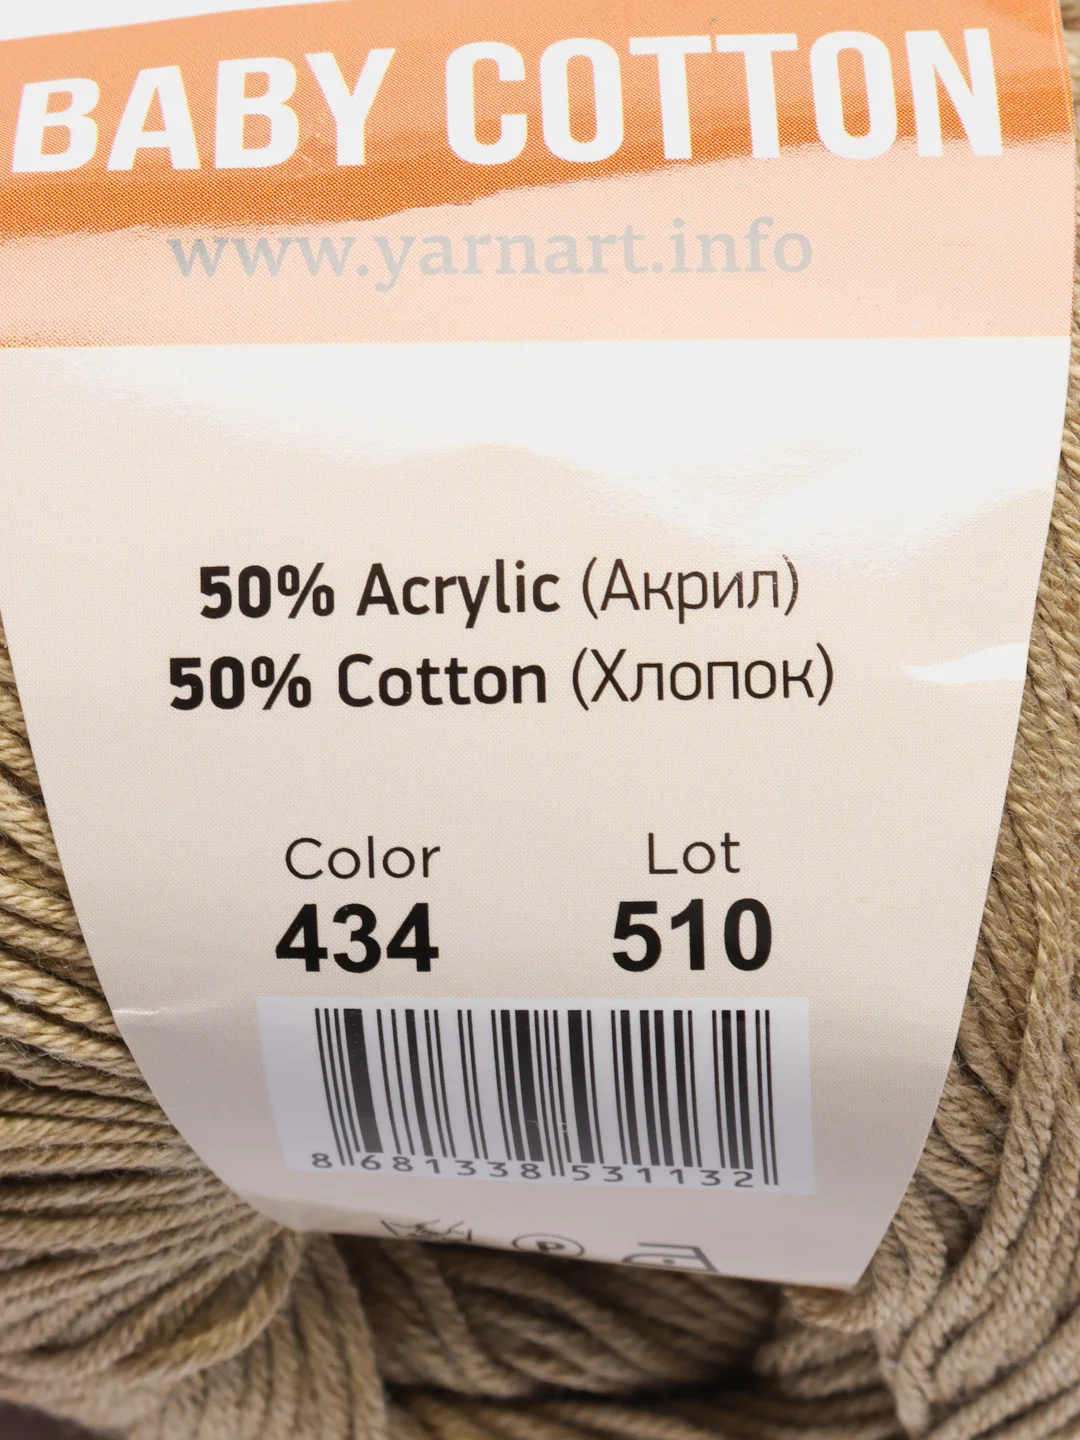 BABY COTTON
www.yarnart.info
50% Acrylic (Акрил)
50% Cotton (Хлопок)
Color Lot
434 510
8 681338 531132
P